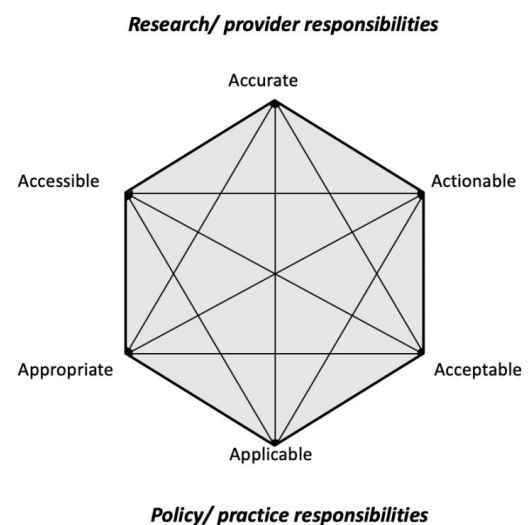 Research/ provider responsibilities
Accurate
Accessible
Actionable
Appropriate
Acceptable
Applicable
Policy/ practice responsibilities